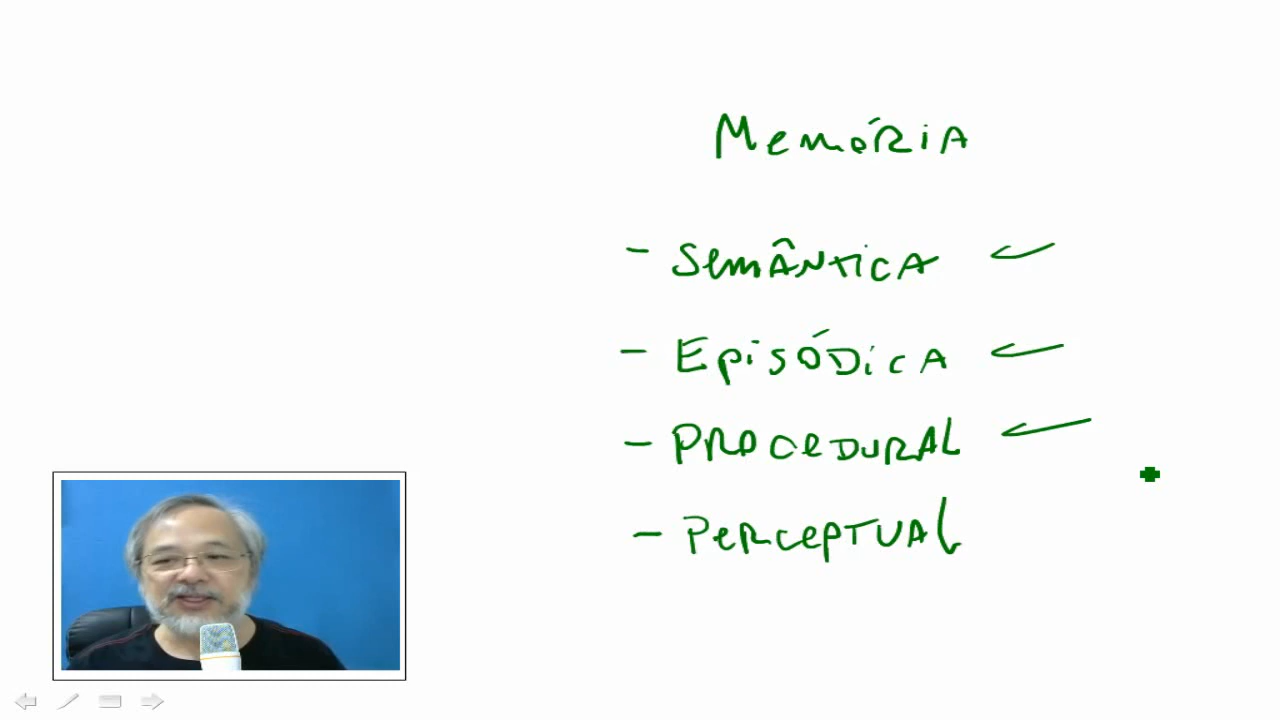 Memória
- Semântica
- Episódica
- Procedural
- Perceptual